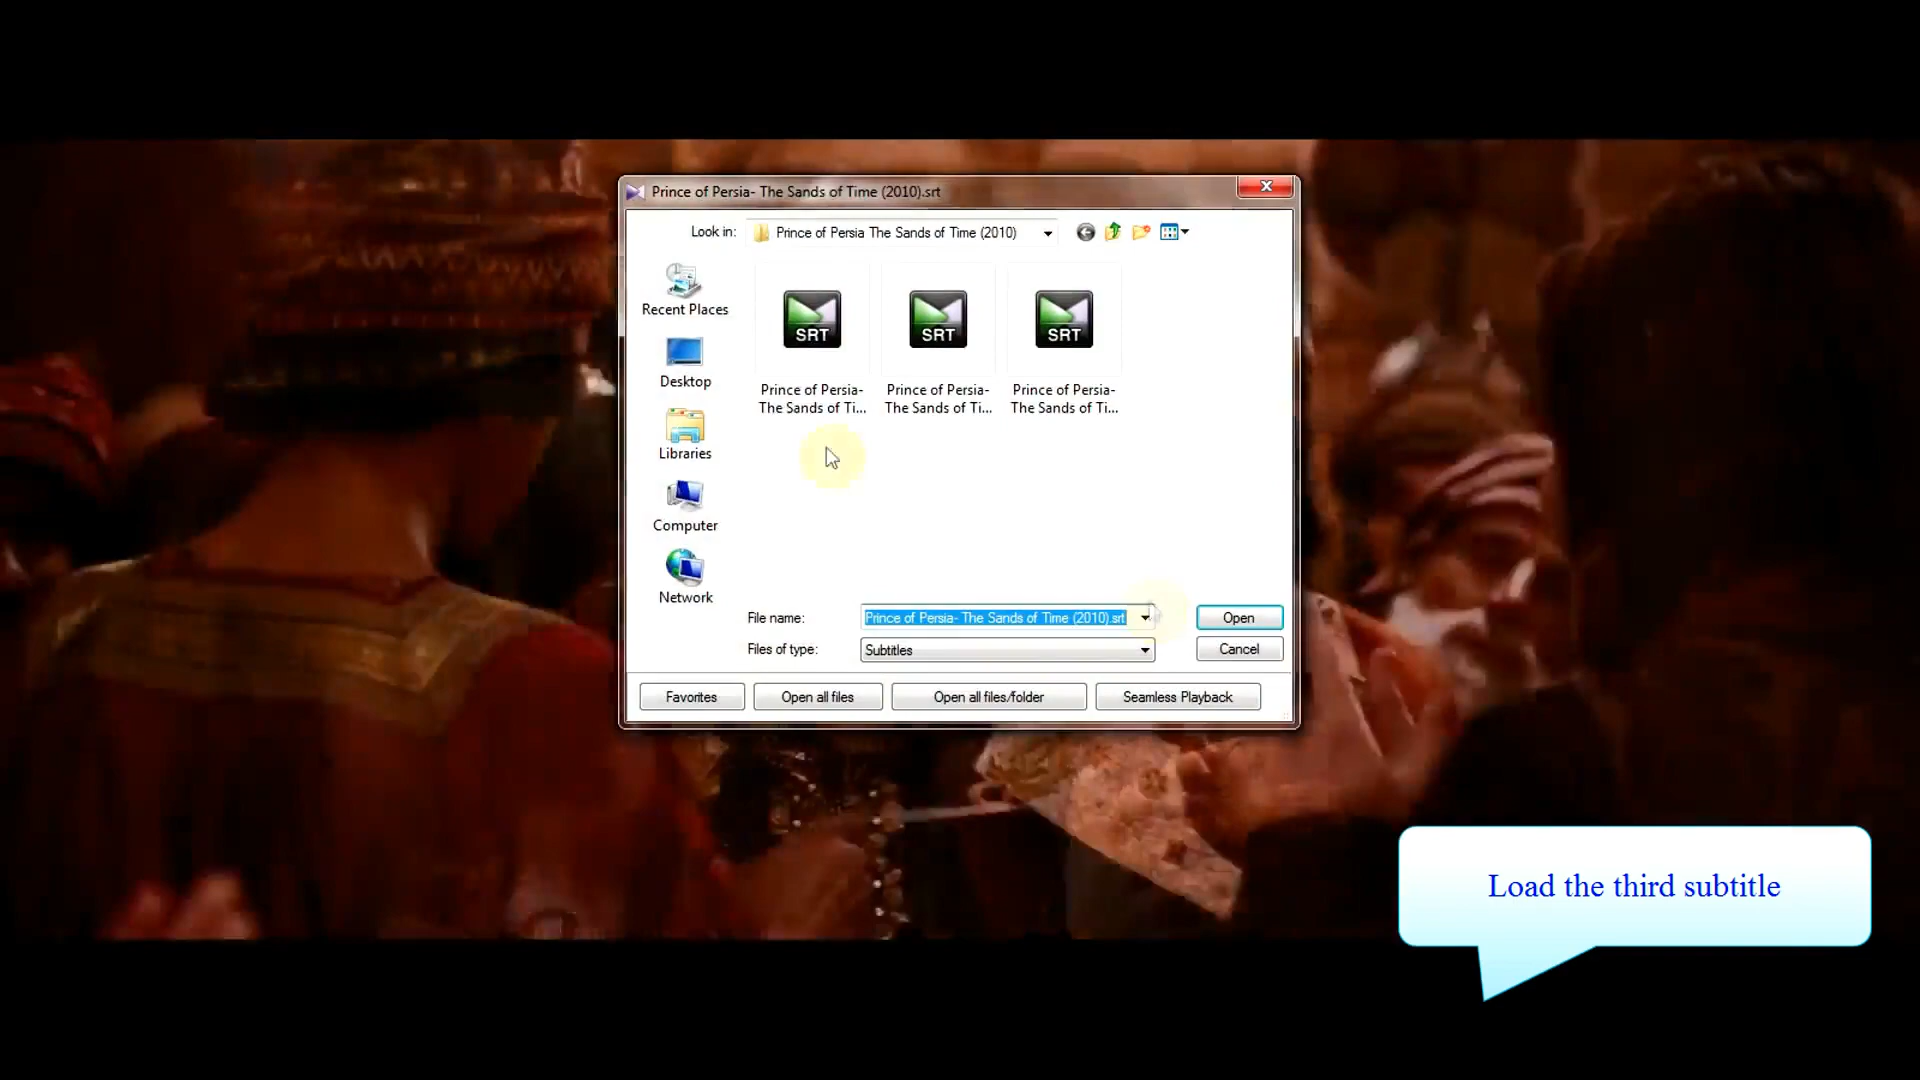 Prince of Persia- The Sands of Time (2010).srt
Look in:
Prince of Persia The Sands of Time (2010)
Recent Places
Desktop
Libraries
Computer
Network
SRT
SRT
SRT
Prince of Persia-
The Sands of Ti...
Prince of Persia-
The Sands of Ti...
Prince of Persia-
The Sands of Ti...
File name:
Prince of Persia- The Sands of Time (2010).srt
Open
Files of type:
Subtitles
Cancel
Favorites
Open all files
Open all files/folder
Seamless Playback
Load the third subtitle